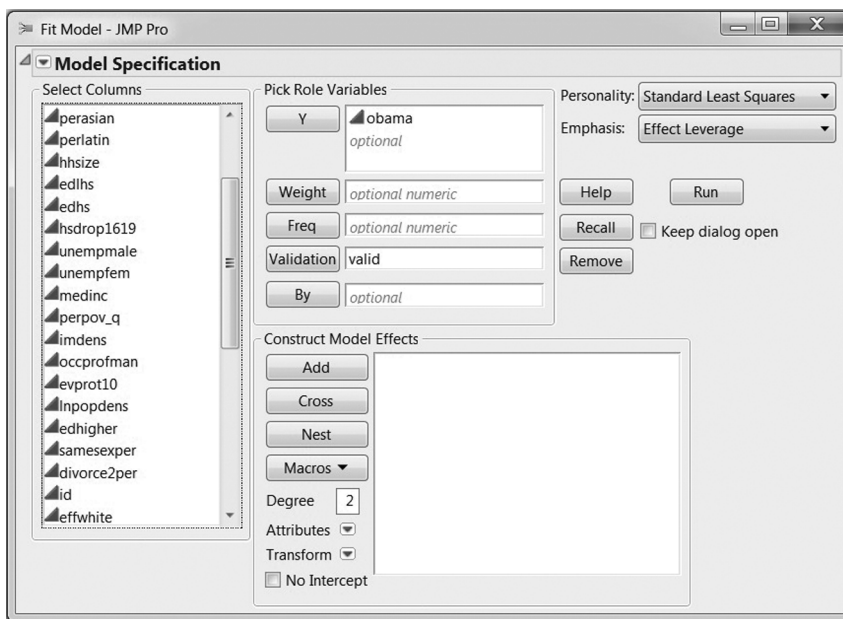 Fit Model - JMP Pro
Model Specification
Select Columns
perasian
perlatin
hhsize
edlhs
edhs
hsdrop1619
unempmale
unempfem
medinc
perpov_q
imdens
occprofman
evprot10
lnpopdens
edhigher
samesexper
divorce2per
id
effwhite
Pick Role Variables
Y obama
optional
Weight optional numeric
Freq optional numeric
Validation valid
By optional
Personality: Standard Least Squares
Emphasis: Effect Leverage
Help Run
Recall Keep dialog open
Remove
Construct Model Effects
Add
Cross
Nest
Macros
Degree 2
Attributes
Transform
No Intercept